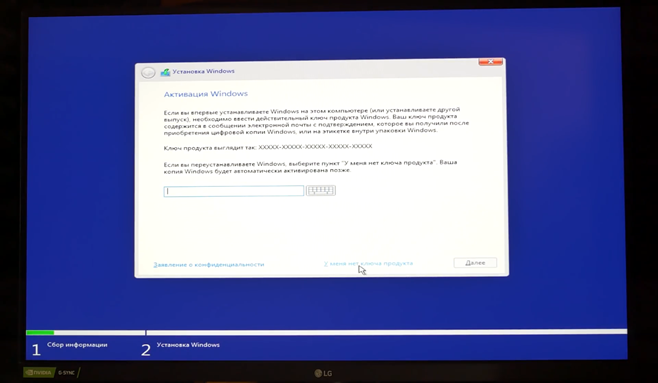 Установка Windows
Активация Windows
Если вы впервые устанавливаете Windows на этом компьютере (или устанавливаете другой
выпуск), необходимо ввести действительный ключ продукта Windows. Ваш ключ продукта
содержится в сообщении электронной почты с подтверждением, которое вы получили после
приобретения цифровой копии Windows, или на этикетке внутри упаковки Windows.
Ключ продукта выглядит так: XXXXX-XXXXX-XXXXX-XXXXX-XXXXX
Если вы переустанавливаете Windows, выберите пункт "У меня нет ключа продукта". Ваша
копия Windows будет автоматически активирована позже.
Заявление о конфиденциальности
У меня нет ключа продукта
Далее
1 Сбор информации
2 Установка Windows
NVIDIA G-SYNC
LG